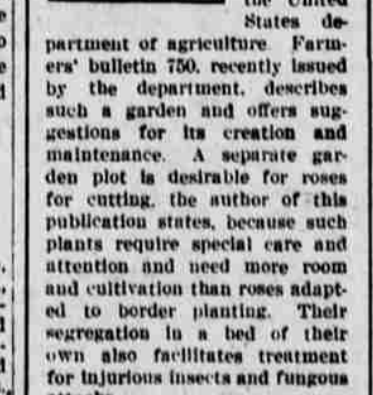 the United
States de-
partment of agriculture. Farm-
ers' bulletin 750, recently issued
by the department, describes
such a garden and offers sug-
gestions for its creation and
maintenance. A separate gar-
den plot is desirable for roses
for cutting, the author of this
publication states, because such
plants require special care and
attention and need more room
and cultivation than roses adapt-
ed to border planting. Their
segregation in a bed of their
own also facilitates treatment
for injurious insects and fungous